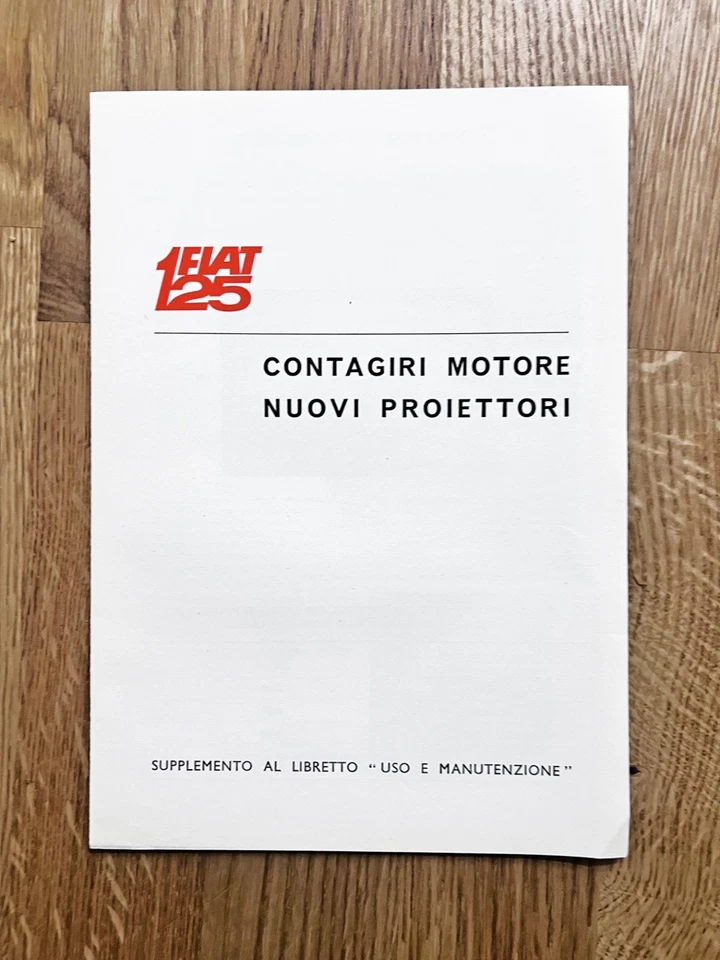 FIAT
125
CONTAGIRI MOTORE
NUOVI PROIETTORI
SUPPLEMENTO AL LIBRETTO “USO E MANUTENZIONE”